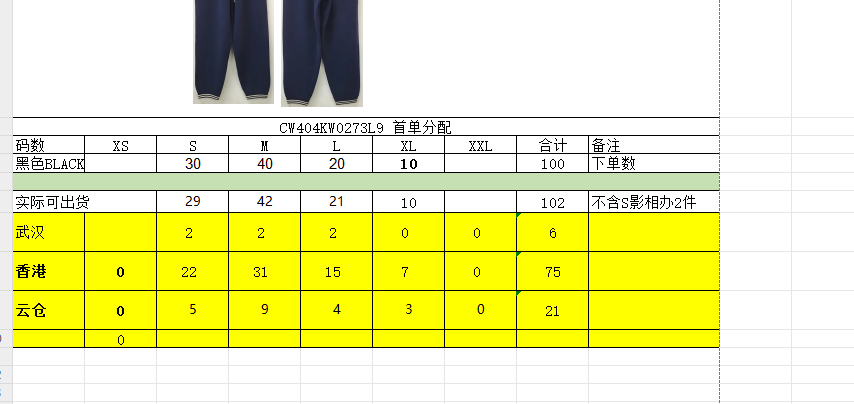 CW404KW0273L9 首单分配
码数 XS S M L XL XXL 合计 备注
黑色BLACK 30 40 20 10 100 下单数
实际可出货 29 42 21 10 102 不含S影相办2件
武汉 2 2 2 0 0 6
香港 0 22 31 15 7 0 75
云仓 0 5 9 4 3 0 21
0